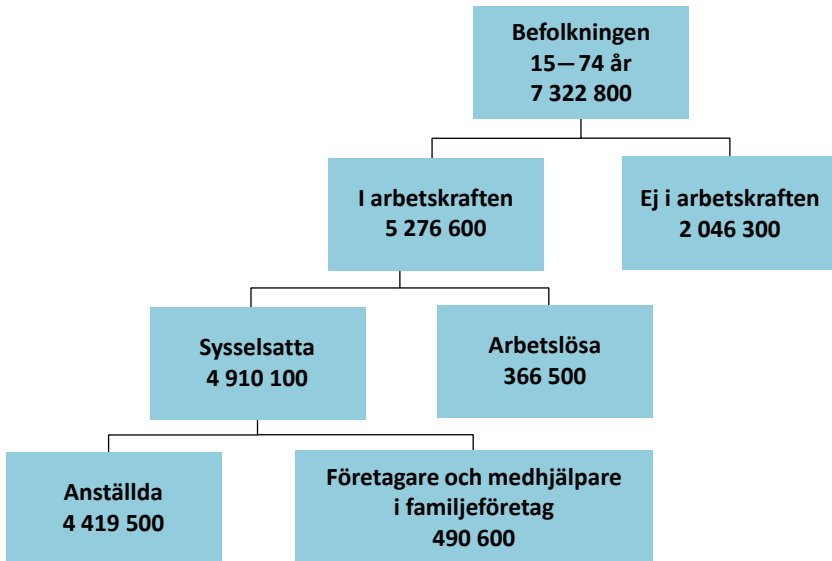 Befolkningen
15—74 år
7 322 800
I arbetskraften
5 276 600
Ej i arbetskraften
2 046 300
Sysselsatta
4 910 100
Arbetslösa
366 500
Anställda
4 419 500
Företagare och medhjälpare
i familjeföretag
490 600